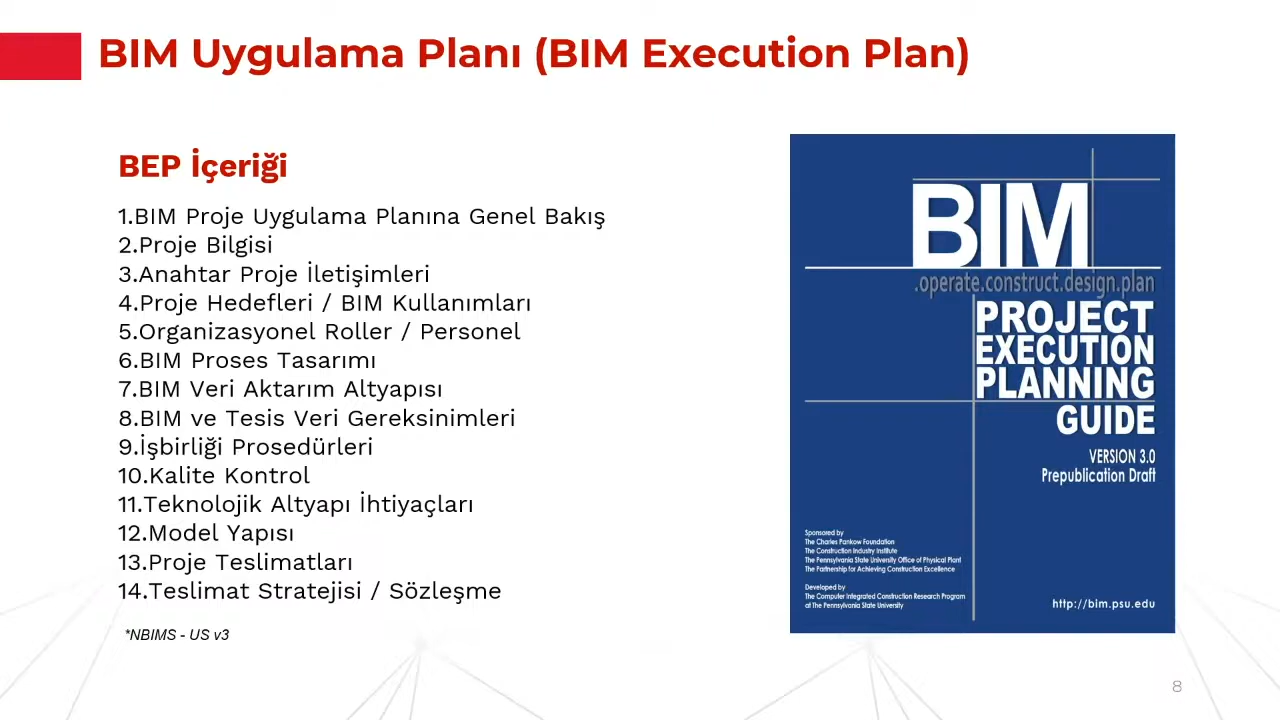 BIM Uygulama Planı (BIM Execution Plan)
BEP İçeriği
1.BIM Proje Uygulama Planına Genel Bakış
2.Proje Bilgisi
3.Anahtar Proje İletişimleri
4.Proje Hedefleri / BIM Kullanımları
5.Organizasyonel Roller / Personel
6.BIM Proses Tasarımı
7.BIM Veri Aktarım Altyapısı
8.BIM ve Tesis Veri Gereksinimleri
9.İşbirliği Prosedürleri
10.Kalite Kontrol
11.Teknolojik Altyapı İhtiyaçları
12.Model Yapısı
13.Proje Teslimatları
14.Teslimat Stratejisi / Sözleşme
*NBIMS - US v3
BIM
.operate.construct.design.plan
PROJECT
EXECUTION
PLANNING
GUIDE
VERSION 3.0
Prepublication Draft
Sponsored by
The Charles Pankow Foundation
The Construction Industry Institute
The Pennsylvania State University Office of Physical Plant
The Partnership for Achieving Construction Excellence
Developed by
The Computer Integrated Construction Research Program
at The Pennsylvania State University
http://bim.psu.edu
8